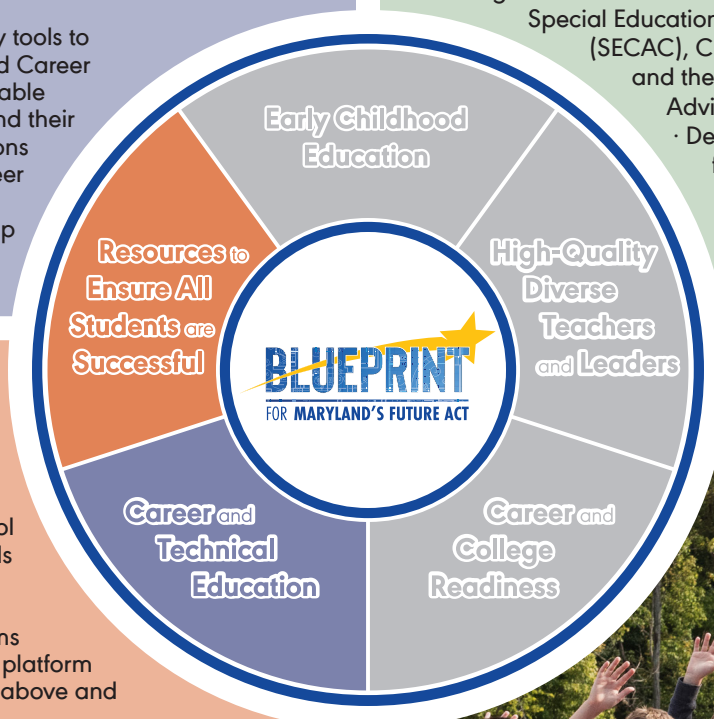 y tools to
d Career
able
nd their
ons
eer
p
Special Education
(SECAC), C
and the
Advi
· De
Early Childhood
Education
High-Quality
Diverse
Teachers
and Leaders
Career and
College
Readiness
Career and
Technical
Education
Resources to
Ensure All
Students are
Successful
BLUEPRINT
FOR MARYLAND'S FUTURE ACT
ol
ls
ns
platform
above and